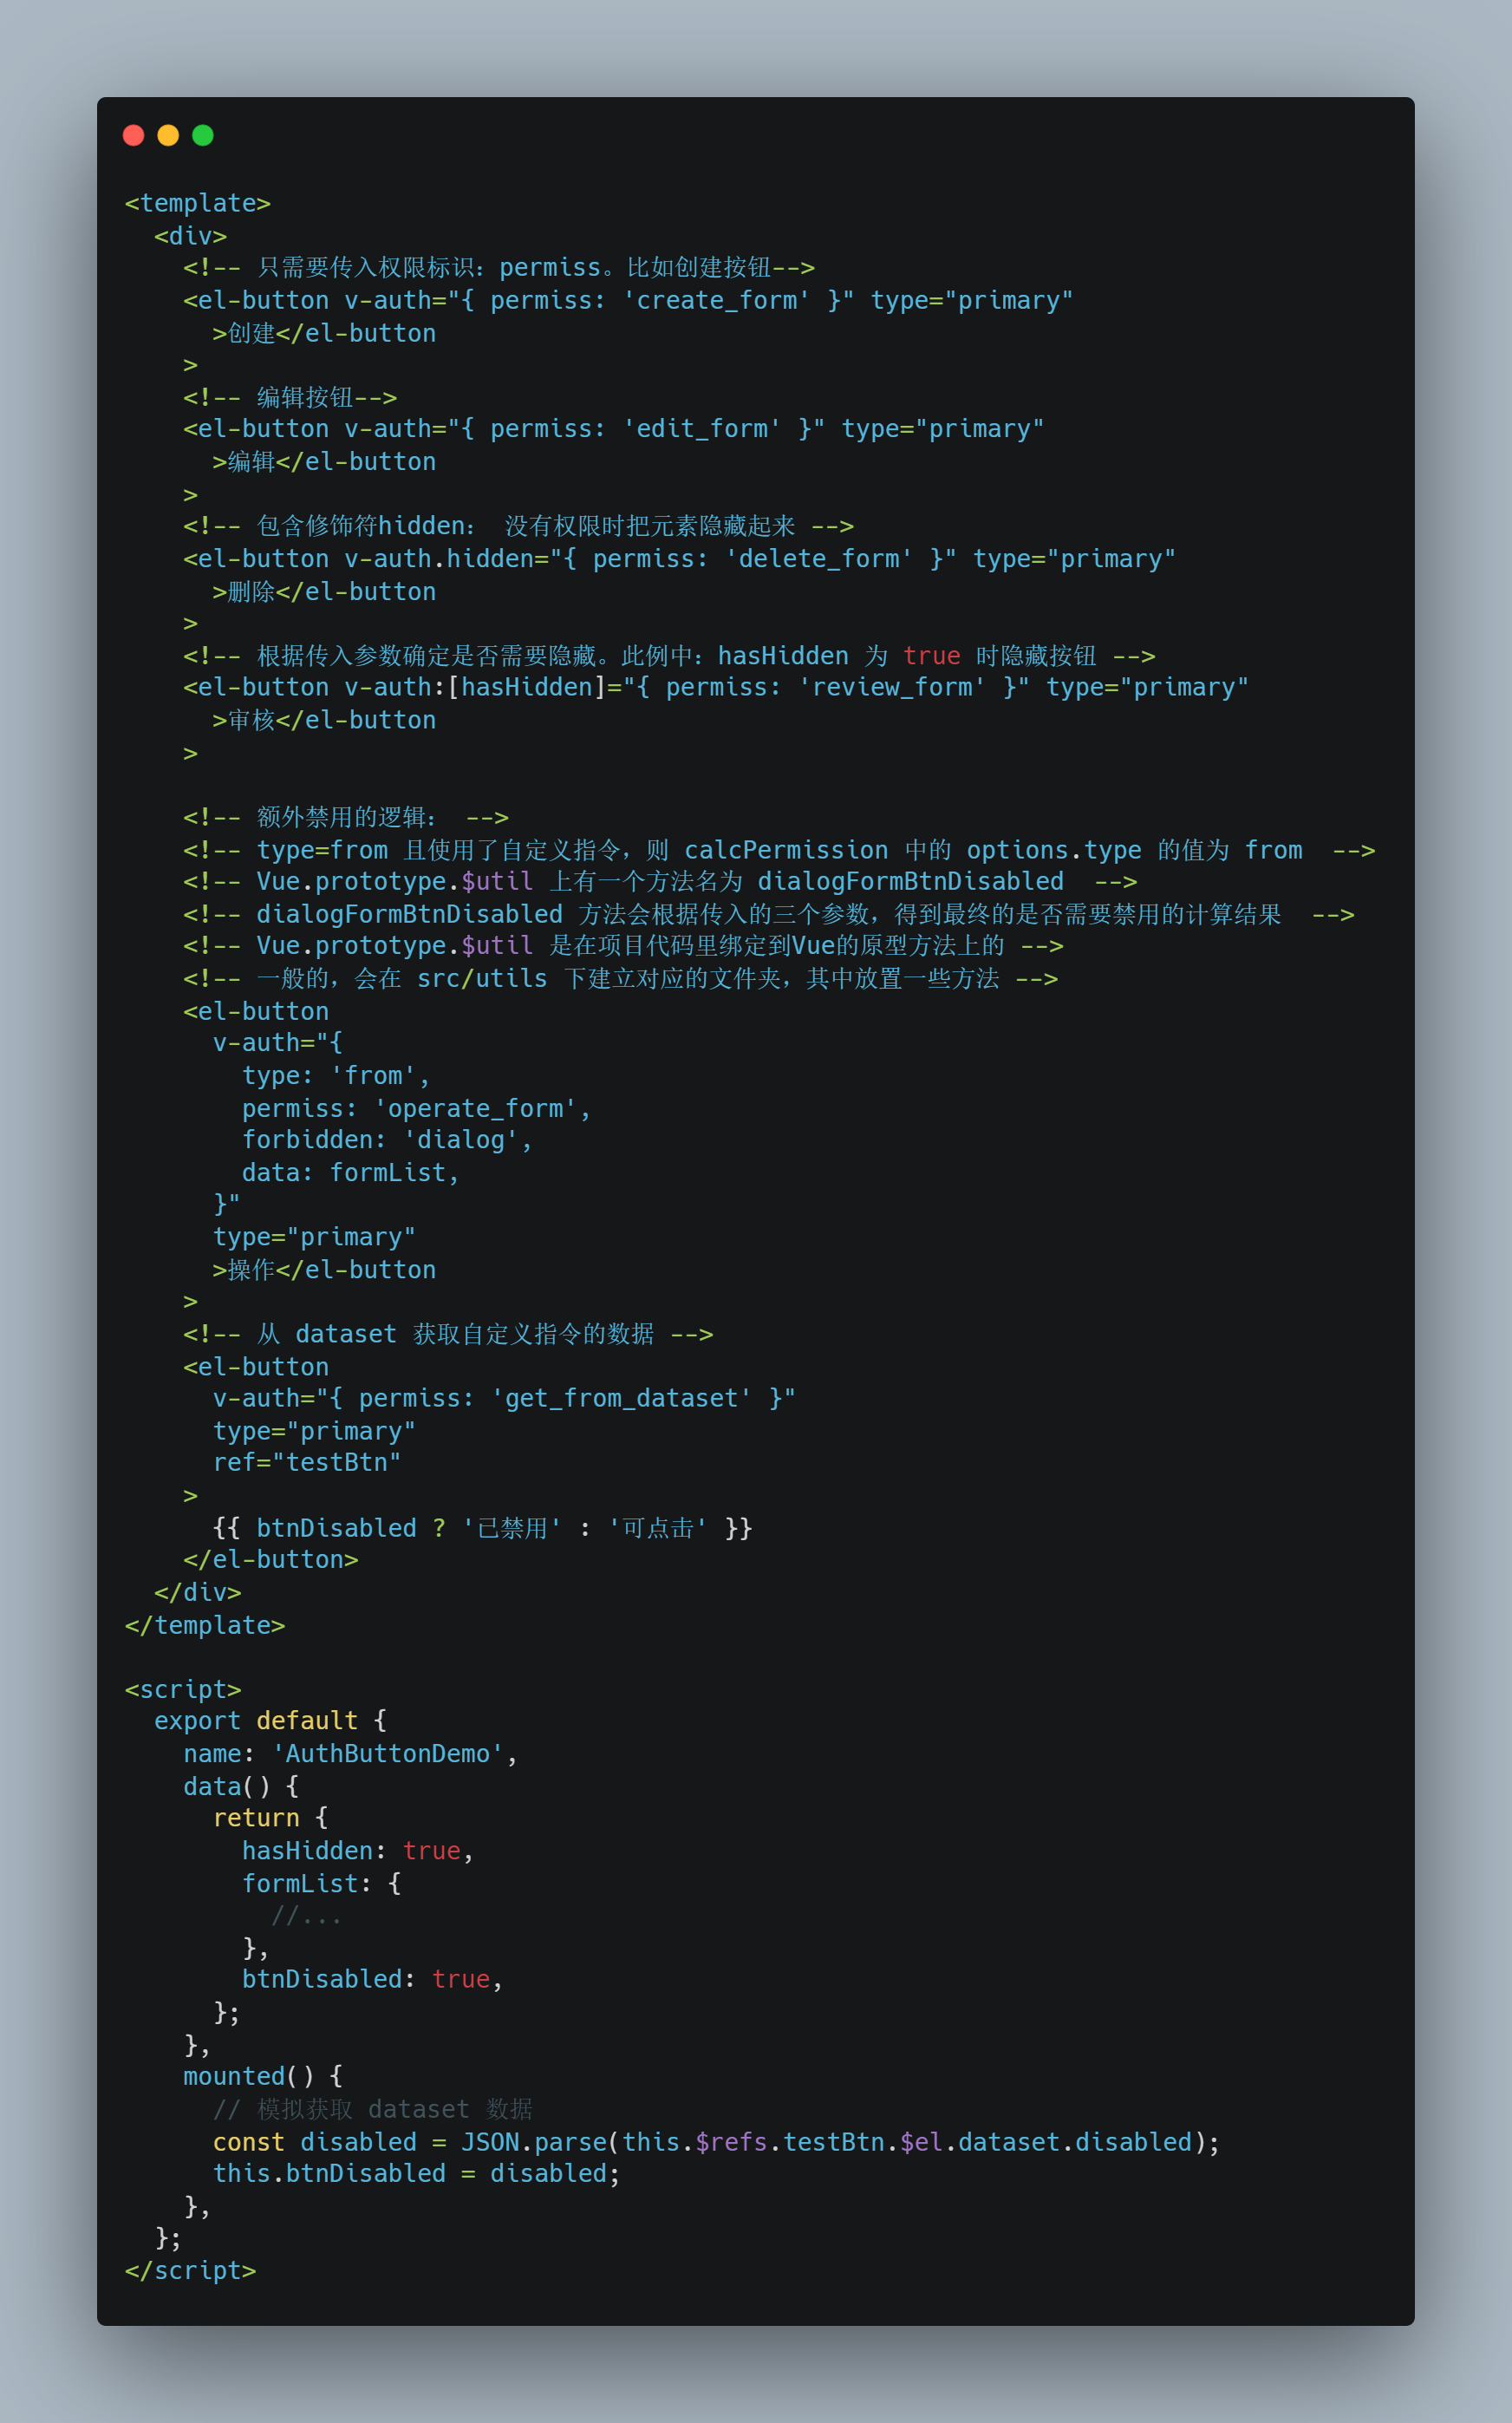 <template>
  <div>
    <!-- 只需要传入权限标识：permiss。比如创建按钮-->
    <el-button v-auth="{ permiss: 'create_form' }" type="primary"
      >创建</el-button
    >
    <!-- 编辑按钮-->
    <el-button v-auth="{ permiss: 'edit_form' }" type="primary"
      >编辑</el-button
    >
    <!-- 包含修饰符hidden： 没有权限时把元素隐藏起来 -->
    <el-button v-auth.hidden="{ permiss: 'delete_form' }" type="primary"
      >删除</el-button
    >
    <!-- 根据传入参数确定是否需要隐藏。此例中：hasHidden 为 true 时隐藏按钮 -->
    <el-button v-auth:[hasHidden]="{ permiss: 'review_form' }" type="primary"
      >审核</el-button
    >

    <!-- 额外禁用的逻辑： -->
    <!-- type=from 且使用了自定义指令，则 calcPermission 中的 options.type 的值为 from  -->
    <!-- Vue.prototype.$util 上有一个方法名为 dialogFormBtnDisabled  -->
    <!-- dialogFormBtnDisabled 方法会根据传入的三个参数，得到最终的是否需要禁用的计算结果  -->
    <!-- Vue.prototype.$util 是在项目代码里绑定到Vue的原型方法上的 -->
    <!-- 一般的，会在 src/utils 下建立对应的文件夹，其中放置一些方法 -->
    <el-button
      v-auth="{
        type: 'from',
        permiss: 'operate_form',
        forbidden: 'dialog',
        data: formList,
      }"
      type="primary"
      >操作</el-button
    >
    <!-- 从 dataset 获取自定义指令的数据 -->
    <el-button
      v-auth="{ permiss: 'get_from_dataset' }"
      type="primary"
      ref="testBtn"
    >
      {{ btnDisabled ? '已禁用' : '可点击' }}
    </el-button>
  </div>
</template>

<script>
  export default {
    name: 'AuthButtonDemo',
    data() {
      return {
        hasHidden: true,
        formList: {
          //...
        },
        btnDisabled: true,
      };
    },
    mounted() {
      // 模拟获取 dataset 数据
      const disabled = JSON.parse(this.$refs.testBtn.$el.dataset.disabled);
      this.btnDisabled = disabled;
    },
  };
</script>